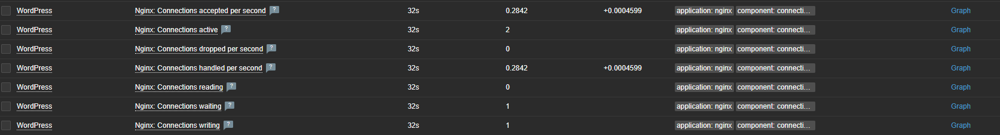 WordPress Nginx: Connections accepted per second ? 32s 0.2842 +0.0004599 application: nginx component: connecti... Graph
WordPress Nginx: Connections active ? 32s 2 application: nginx component: connecti... Graph
WordPress Nginx: Connections dropped per second ? 32s 0 application: nginx component: connecti... Graph
WordPress Nginx: Connections handled per second ? 32s 0.2842 +0.0004599 application: nginx component: connecti... Graph
WordPress Nginx: Connections reading ? 32s 0 application: nginx component: connecti... Graph
WordPress Nginx: Connections waiting ? 32s 1 application: nginx component: connecti... Graph
WordPress Nginx: Connections writing ? 32s 1 application: nginx component: connecti... Graph